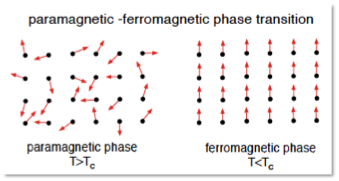 paramagnetic -ferromagnetic phase transition
paramagnetic phase
T>Tc
ferromagnetic phase
T<Tc